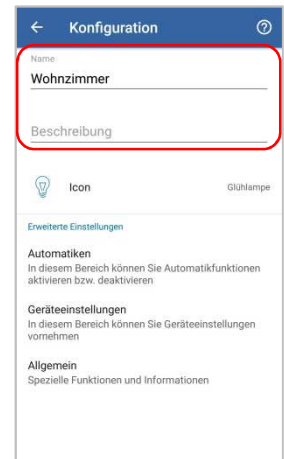 Konfiguration
Name
Wohnzimmer
Beschreibung
Icon Glühlampe
Erweiterte Einstellungen
Automatiken
In diesem Bereich können Sie Automatikfunktionen
aktivieren bzw. deaktivieren
Geräteeinstellungen
In diesem Bereich können Sie Geräteeinstellungen
vornehmen
Allgemein
Spezielle Funktionen und Informationen